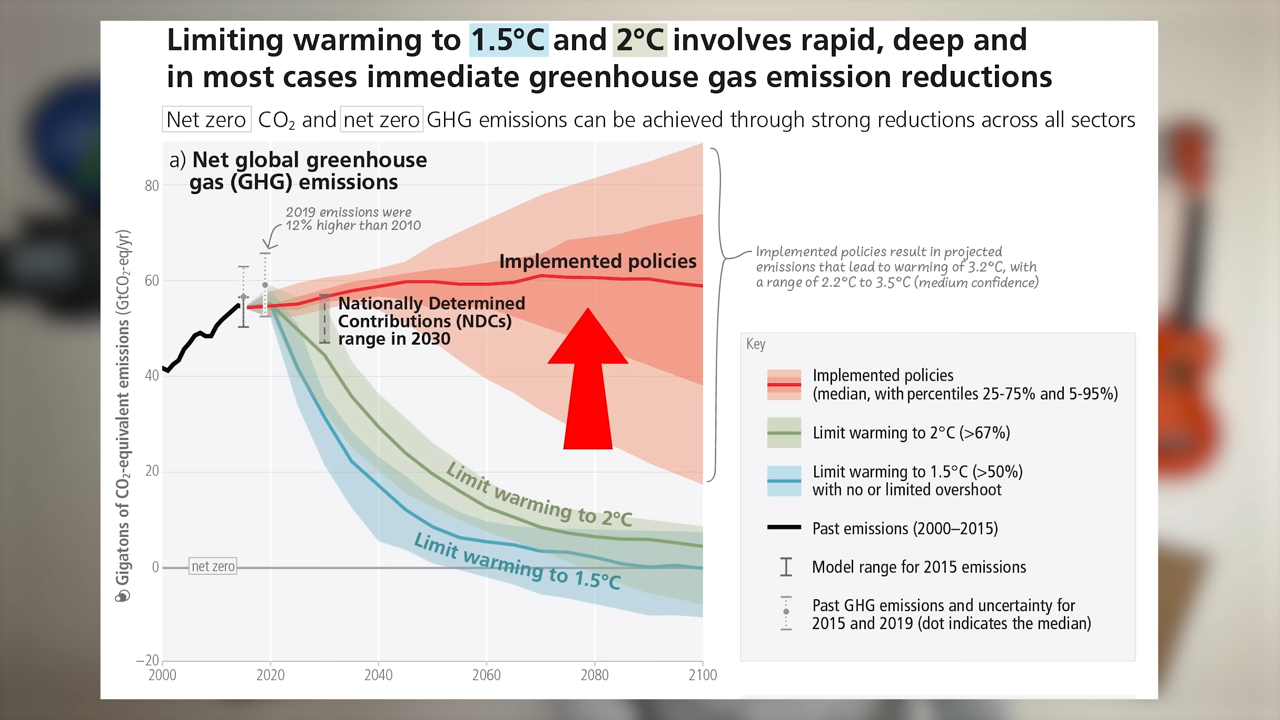 Limiting warming to 1.5°C and 2°C involves rapid, deep and
in most cases immediate greenhouse gas emission reductions
Net zero CO₂ and net zero GHG emissions can be achieved through strong reductions across all sectors
a) Net global greenhouse
gas (GHG) emissions
2019 emissions were
12% higher than 2010
Gigatons of CO₂-equivalent emissions (GtCO₂-eq/yr)
80
60
40
20
0
−20
2000
2020
2040
2060
2080
2100
Implemented policies
Nationally Determined
Contributions (NDCs)
range in 2030
Limit warming to 2°C
Limit warming to 1.5°C
net zero
Implemented policies result in projected
emissions that lead to warming of 3.2°C, with
a range of 2.2°C to 3.5°C (medium confidence)
Key
Implemented policies
(median, with percentiles 25-75% and 5-95%)
Limit warming to 2°C (>67%)
Limit warming to 1.5°C (>50%)
with no or limited overshoot
Past emissions (2000–2015)
Model range for 2015 emissions
Past GHG emissions and uncertainty for
2015 and 2019 (dot indicates the median)